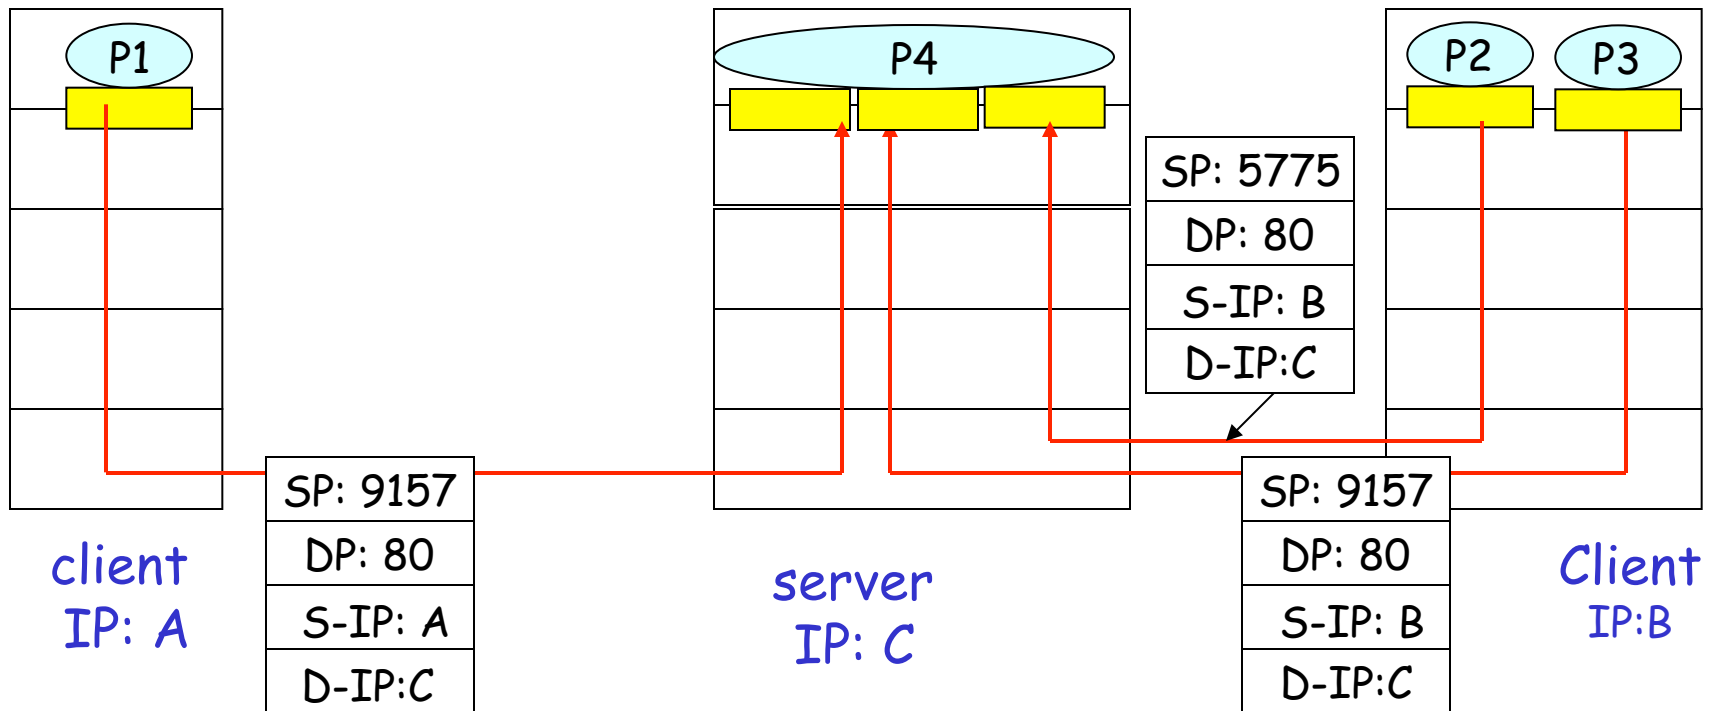 P1
P4
P2
P3
SP: 5775
DP: 80
S-IP: B
D-IP:C
SP: 9157
DP: 80
S-IP: A
D-IP:C
SP: 9157
DP: 80
S-IP: B
D-IP:C
client
IP: A
server
IP: C
Client
IP:B